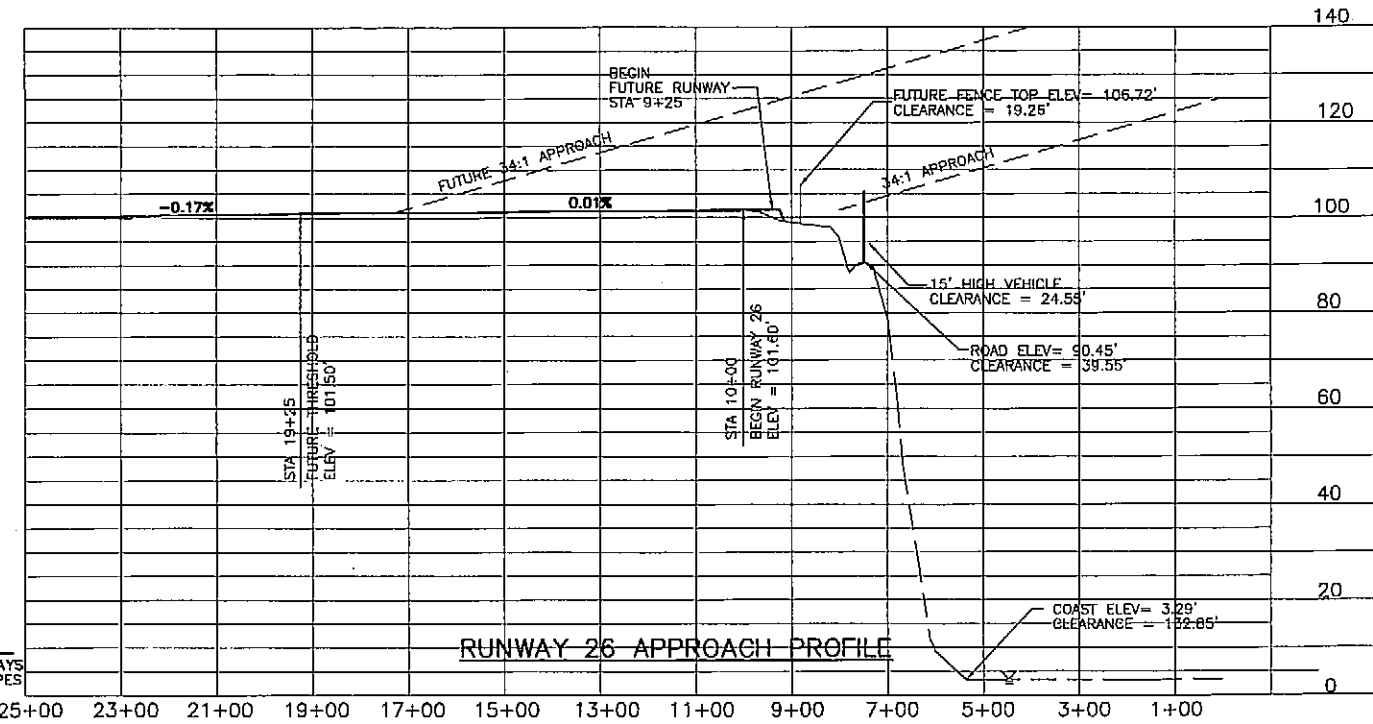 140
BEGIN
FUTURE RUNWAY
STA 9+25
FUTURE FENCE TOP ELEV= 106.72'
CLEARANCE = 19.25'
120
FUTURE 34:1 APPROACH
34:1 APPROACH
-0.17%
0.01%
100
15' HIGH VEHICLE
CLEARANCE = 24.55'
80
STA 19+25
FUTURE THRESHOLD
ELEV = 101.50'
STA 10+00
BEGIN RUNWAY 26
ELEV = 101.60'
ROAD ELEV= 90.45'
CLEARANCE = 39.55'
60
40
20
COAST ELEV= 3.29'
CLEARANCE = 132.85'
RUNWAY 26 APPROACH PROFILE
AYS
PES
0
25+00 23+00 21+00 19+00 17+00 15+00 13+00 11+00 9+00 7+00 5+00 3+00 1+00